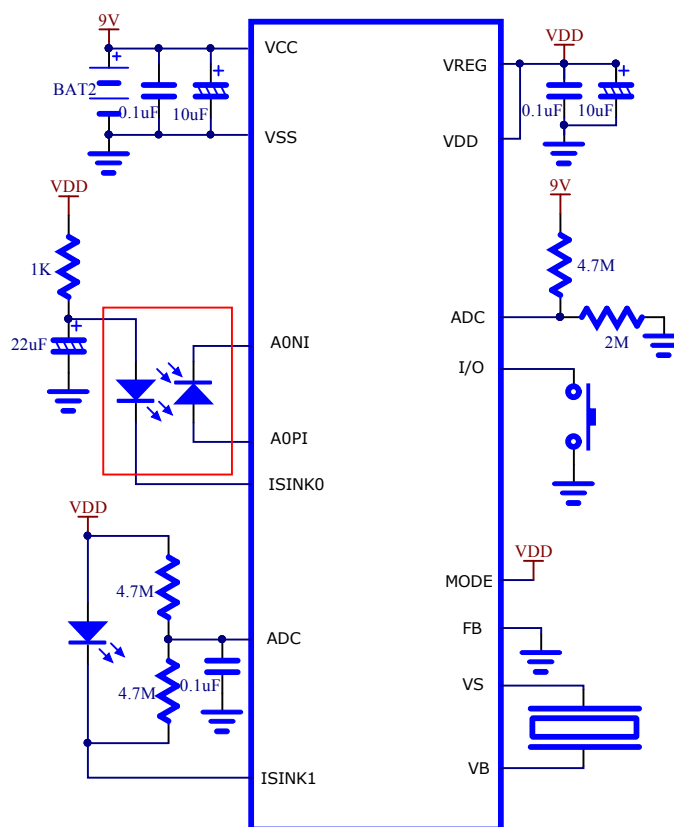 9V
BAT2
0.1uF
10uF
VCC
VSS
VDD
1K
22uF
A0NI
A0PI
ISINK0
VDD
4.7M
4.7M
ADC
0.1uF
ISINK1
VREG
VDD
VDD
0.1uF
10uF
9V
4.7M
ADC
2M
I/O
VDD
MODE
FB
VS
VB